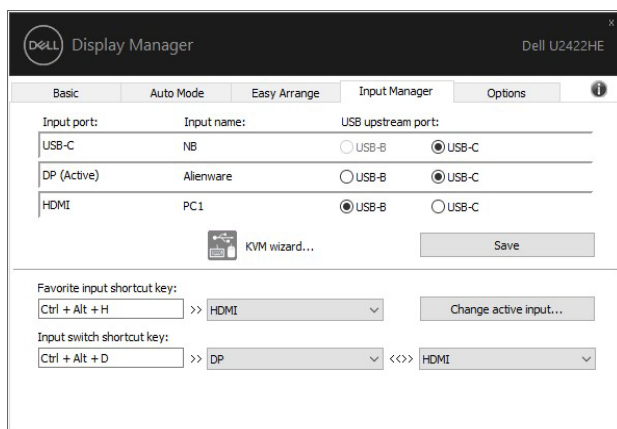 x
DELL Display Manager Dell U2422HE
Basic Auto Mode Easy Arrange Input Manager Options i
Input port: Input name: USB upstream port:
USB-C NB USB-B USB-C
DP (Active) Alienware USB-B USB-C
HDMI PC1 USB-B USB-C
KVM wizard... Save
Favorite input shortcut key:
Ctrl + Alt + H >> HDMI Change active input...
Input switch shortcut key:
Ctrl + Alt + D >> DP <<>> HDMI